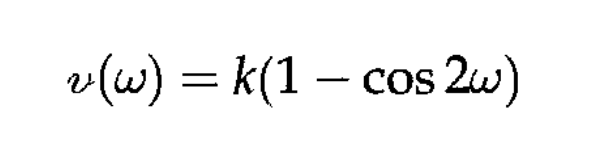 υ(ω) = k(1 − cos 2ω)